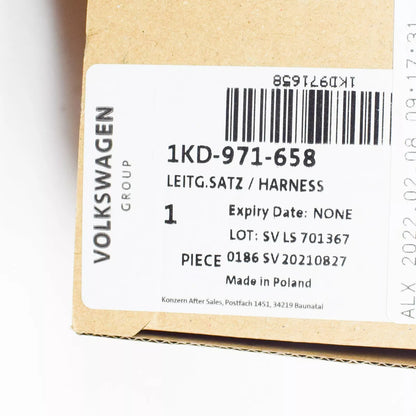 1KD971658
1KD-971-658
LEITG.SATZ / HARNESS
1
Expiry Date: NONE
LOT: SV LS 701367
PIECE 0186 SV 20210827
Made in Poland
Konzern After Sales, Postfach 1451, 34219 Baunatal
VOLKSWAGEN
GROUP
ALX 2022.02.08 09:17:31